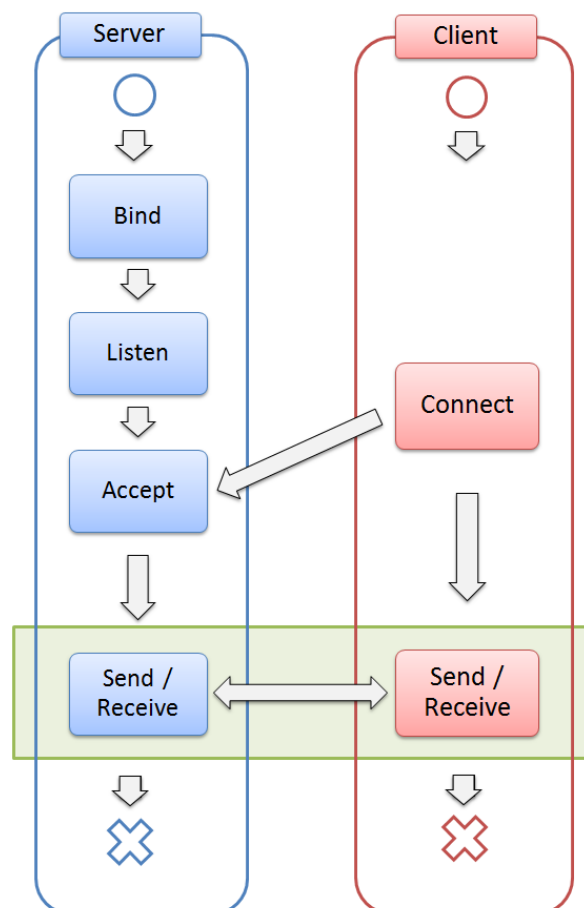 Server
Client
Bind
Listen
Connect
Accept
Send /
Receive
Send /
Receive